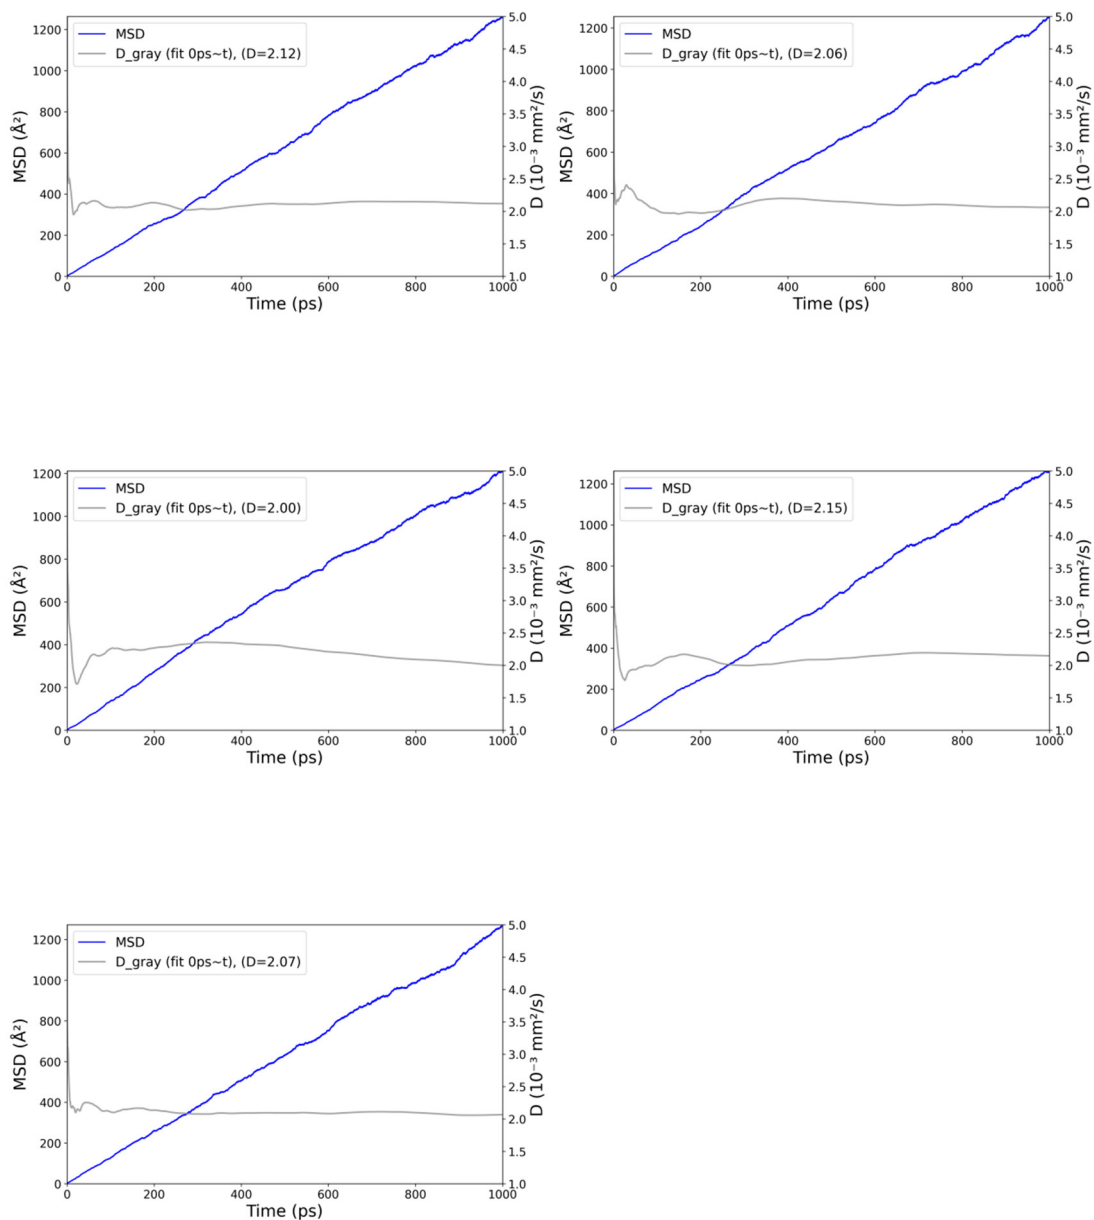 MSD
D_gray (fit 0ps~t), (D=2.12)
1200
1000
800
600
400
200
0
MSD (Å²)
5.0
4.5
4.0
3.5
3.0
2.5
2.0
1.5
1.0
D (10⁻³ mm²/s)
0 200 400 600 800 1000
Time (ps)
MSD
D_gray (fit 0ps~t), (D=2.06)
1200
1000
800
600
400
200
0
MSD (Å²)
5.0
4.5
4.0
3.5
3.0
2.5
2.0
1.5
1.0
D (10⁻³ mm²/s)
0 200 400 600 800 1000
Time (ps)
MSD
D_gray (fit 0ps~t), (D=2.00)
1200
1000
800
600
400
200
0
MSD (Å²)
5.0
4.5
4.0
3.5
3.0
2.5
2.0
1.5
1.0
D (10⁻³ mm²/s)
0 200 400 600 800 1000
Time (ps)
MSD
D_gray (fit 0ps~t), (D=2.15)
1200
1000
800
600
400
200
0
MSD (Å²)
5.0
4.5
4.0
3.5
3.0
2.5
2.0
1.5
1.0
D (10⁻³ mm²/s)
0 200 400 600 800 1000
Time (ps)
MSD
D_gray (fit 0ps~t), (D=2.07)
1200
1000
800
600
400
200
0
MSD (Å²)
5.0
4.5
4.0
3.5
3.0
2.5
2.0
1.5
1.0
D (10⁻³ mm²/s)
0 200 400 600 800 1000
Time (ps)